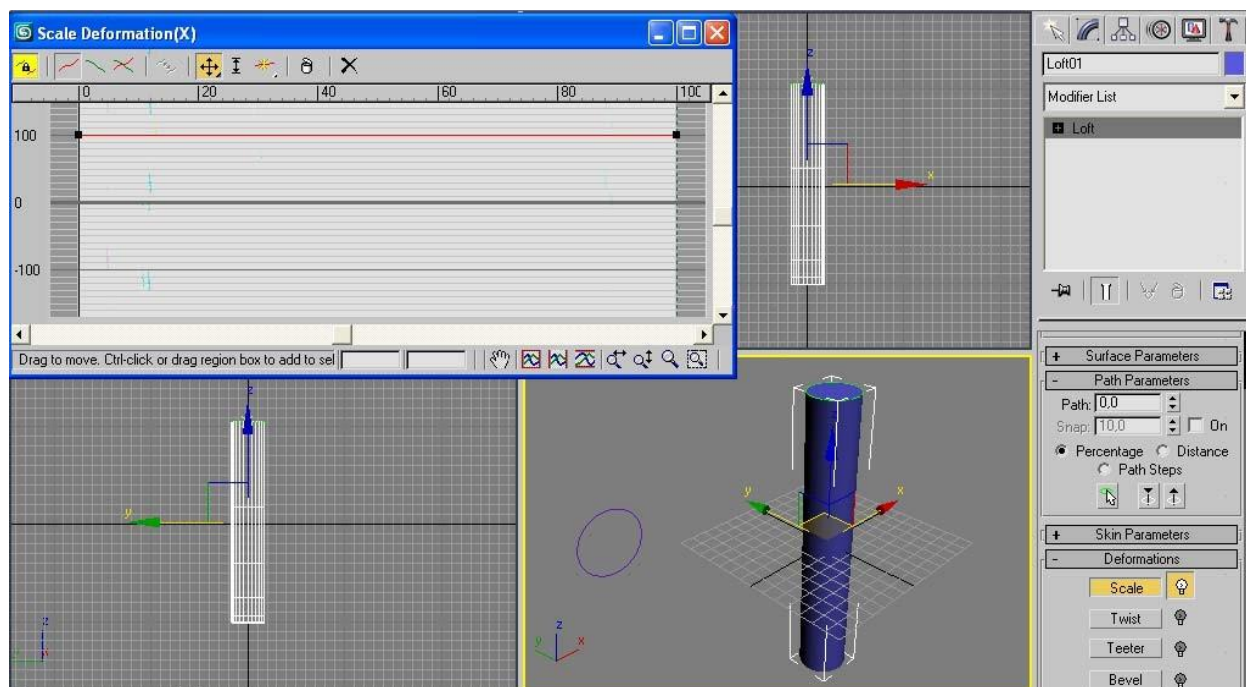 Scale Deformation(X)
0 20 40 60 80 100
100
0
-100
Drag to move. Ctrl-click or drag region box to add to sel
z
x
z
y
z
x
y
x
z
y
x
Loft01
Modifier List
Loft
Surface Parameters
Path Parameters
Path: 0,0
Snap: 10,0 On
Percentage Distance
Path Steps
Skin Parameters
Deformations
Scale
Twist
Teeter
Bevel